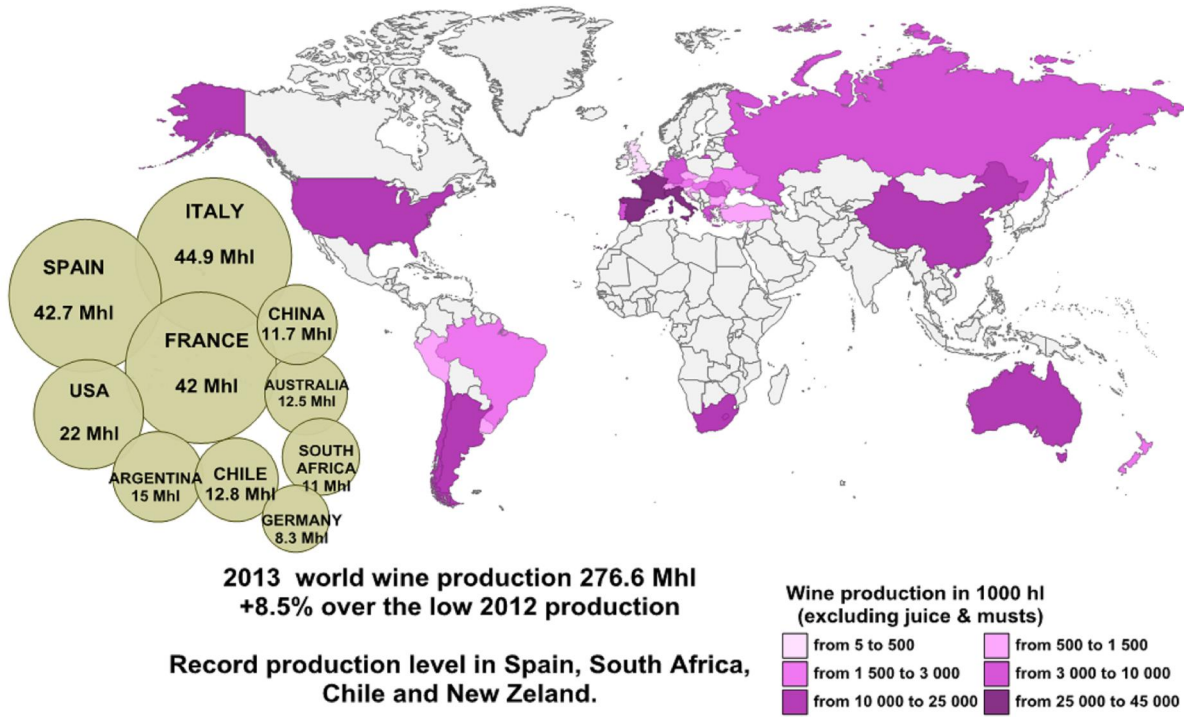 ITALY
44.9 Mhl
SPAIN
42.7 Mhl
CHINA
11.7 Mhl
FRANCE
42 Mhl
USA
22 Mhl
AUSTRALIA
12.5 Mhl
ARGENTINA
15 Mhl
CHILE
12.8 Mhl
SOUTH
AFRICA
11 Mhl
GERMANY
8.3 Mhl
2013 world wine production 276.6 Mhl
+8.5% over the low 2012 production
Record production level in Spain, South Africa,
Chile and New Zeland.
Wine production in 1000 hl
(excluding juice & musts)
from 5 to 500
from 500 to 1 500
from 1 500 to 3 000
from 3 000 to 10 000
from 10 000 to 25 000
from 25 000 to 45 000